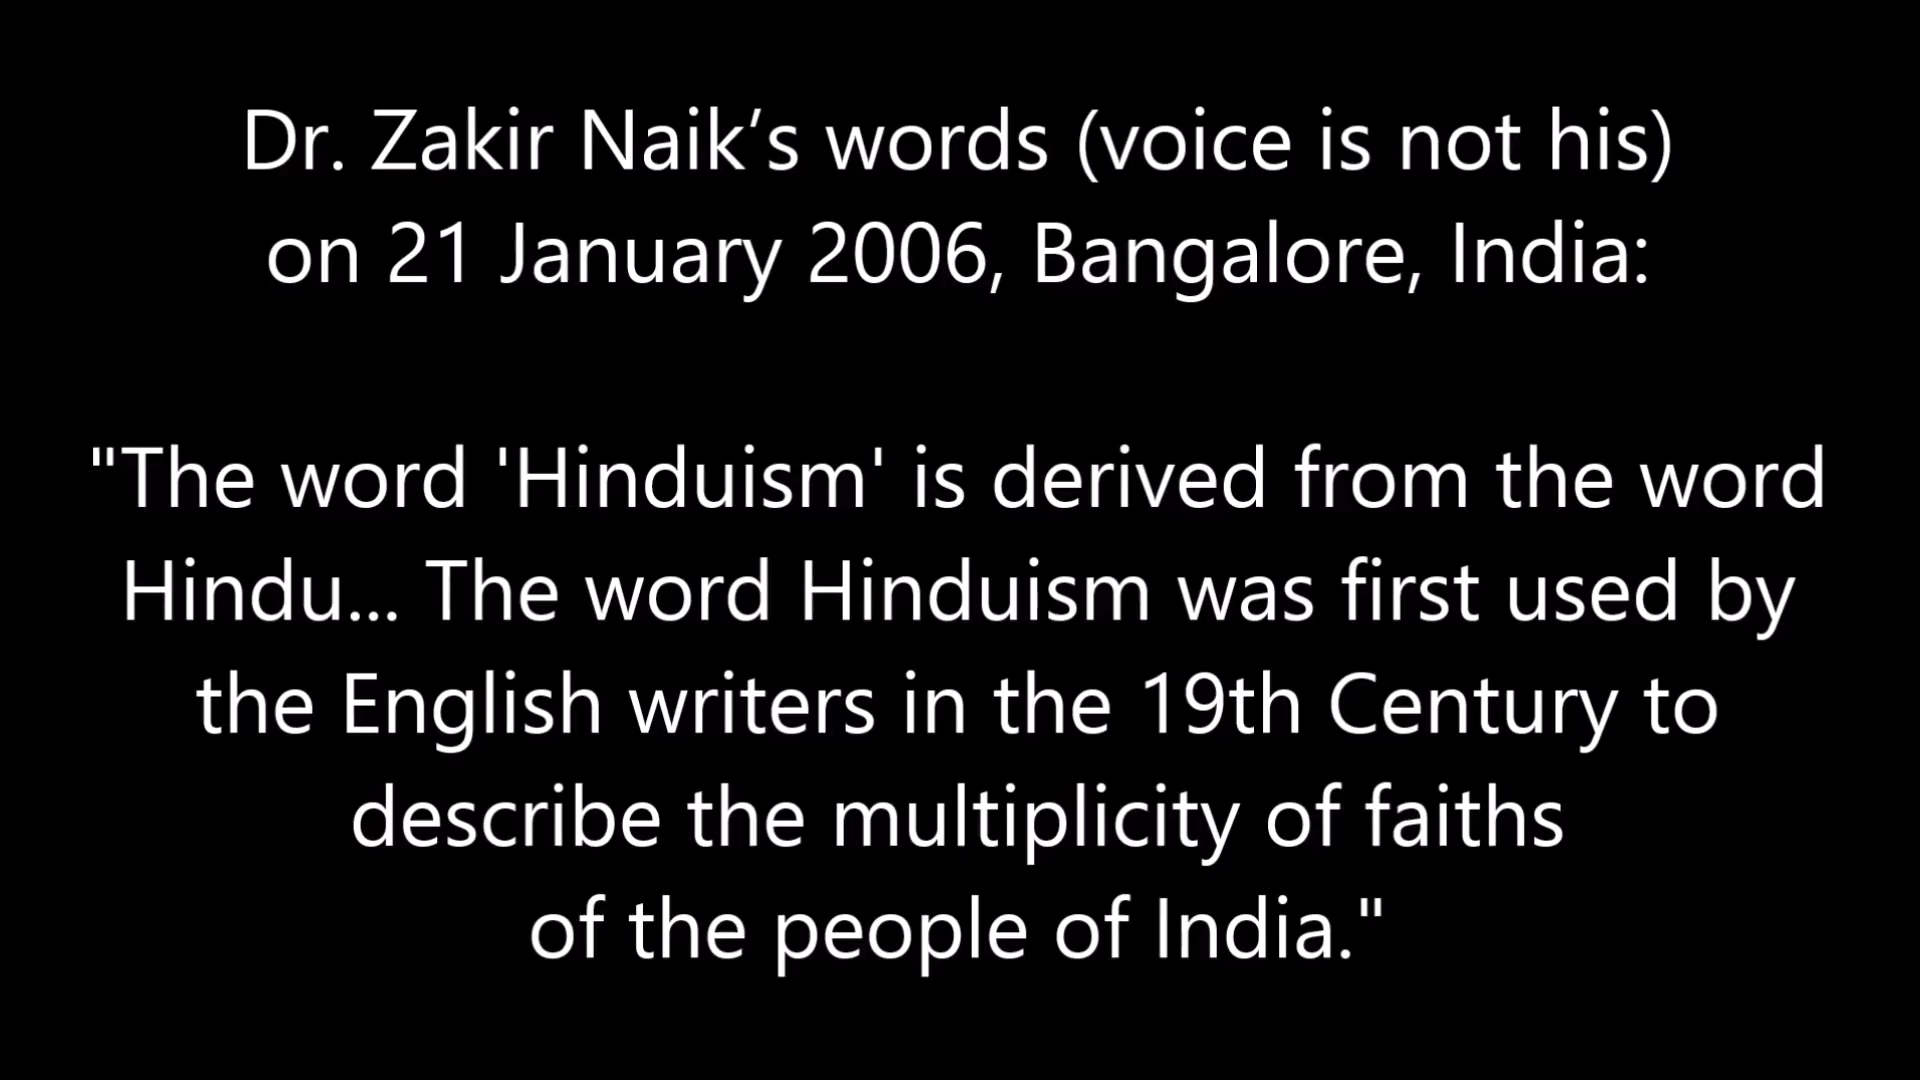 Dr. Zakir Naik’s words (voice is not his)
on 21 January 2006, Bangalore, India:
"The word 'Hinduism' is derived from the word
Hindu... The word Hinduism was first used by
the English writers in the 19th Century to
describe the multiplicity of faiths
of the people of India."